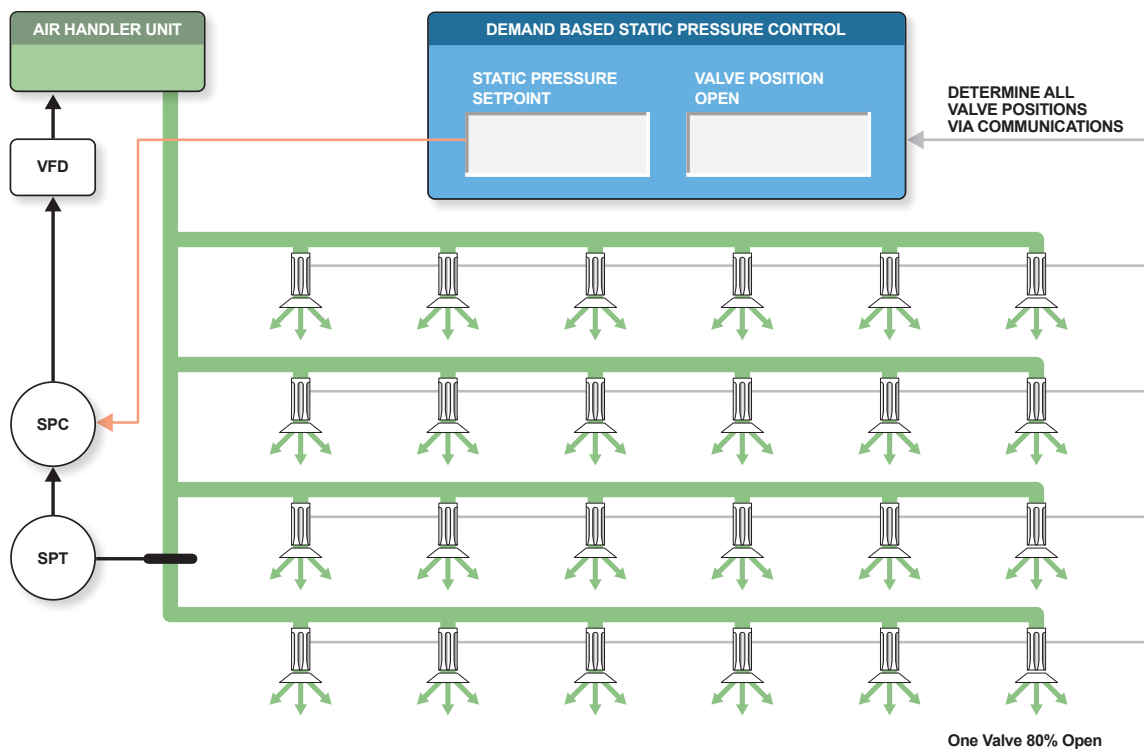 AIR HANDLER UNIT
DEMAND BASED STATIC PRESSURE CONTROL
STATIC PRESSURE
SETPOINT
VALVE POSITION
OPEN
DETERMINE ALL
VALVE POSITIONS
VIA COMMUNICATIONS
VFD
SPC
SPT
One Valve 80% Open